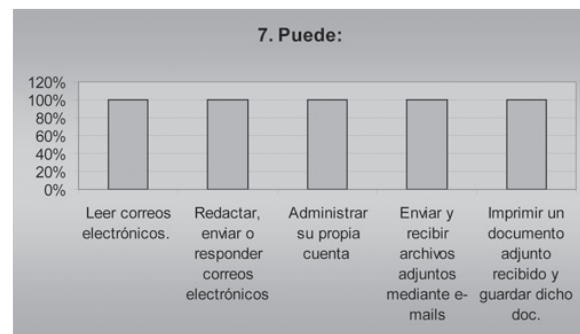 7. Puede:
120%
100%
80%
60%
40%
20%
0%
Leer correos
electrónicos.
Redactar,
enviar o
responder
correos
electrónicos
Administrar
su propia
cuenta
Enviar y
recibir
archivos
adjuntos
mediante e-
mails
Imprimir un
documento
adjunto
recibido y
guardar dicho
doc.